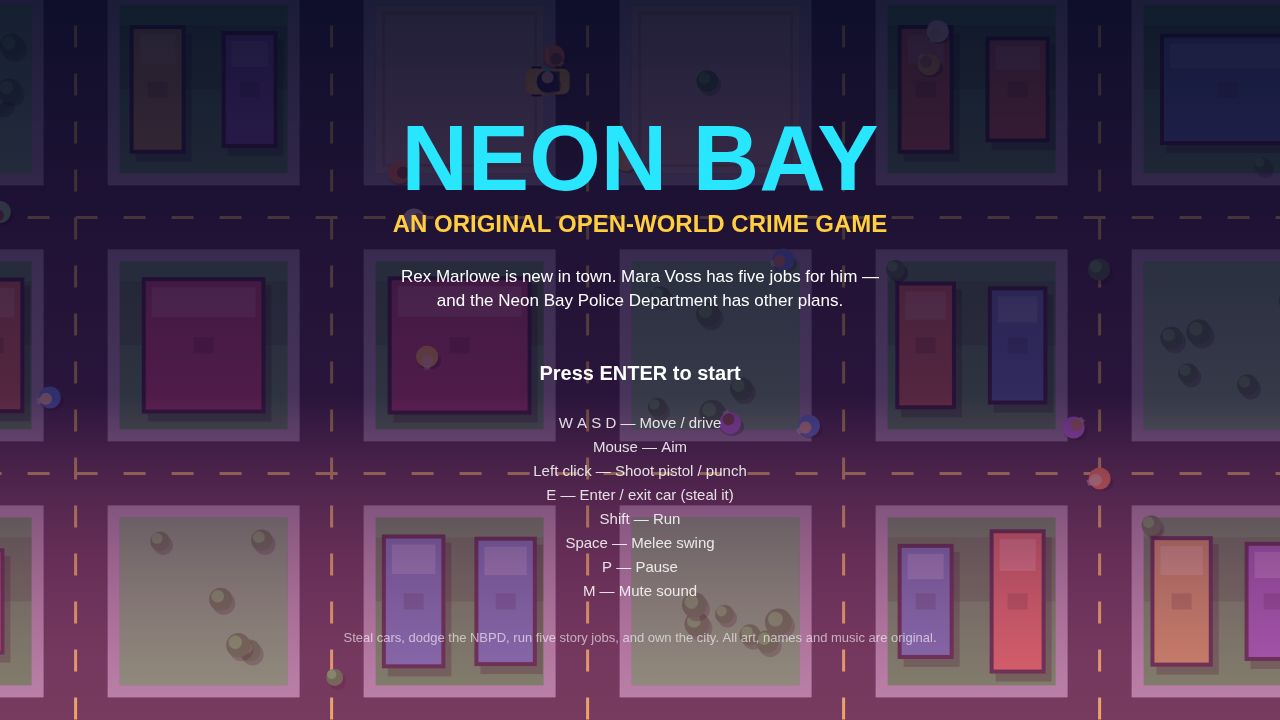 NEON BAY
AN ORIGINAL OPEN-WORLD CRIME GAME
Rex Marlowe is new in town. Mara Voss has five jobs for him —
and the Neon Bay Police Department has other plans.
Press ENTER to start
W A S D — Move / drive
Mouse — Aim
Left click — Shoot pistol / punch
E — Enter / exit car (steal it)
Shift — Run
Space — Melee swing
P — Pause
M — Mute sound
Steal cars, dodge the NBPD, run five story jobs, and own the city. All art, names and music are original.